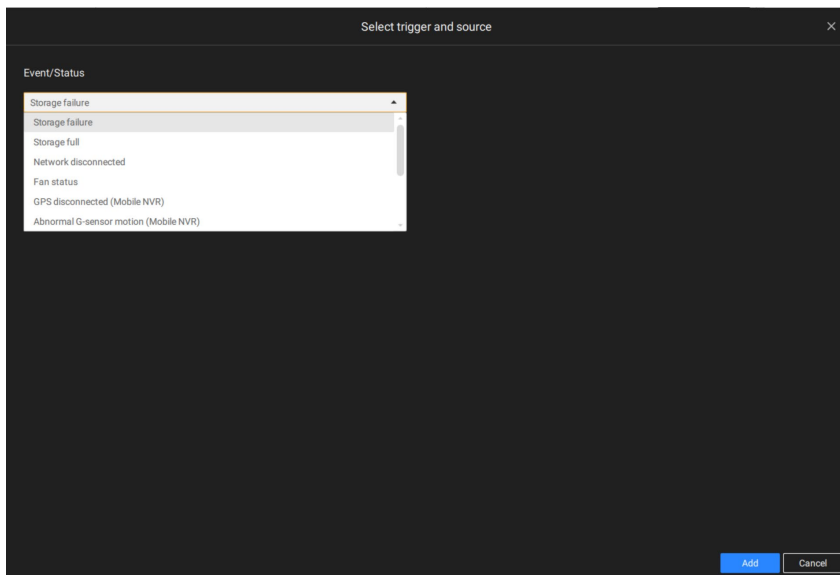 Select trigger and source
Event/Status
Storage failure
Storage failure
Storage full
Network disconnected
Fan status
GPS disconnected (Mobile NVR)
Abnormal G-sensor motion (Mobile NVR)
Add
Cancel